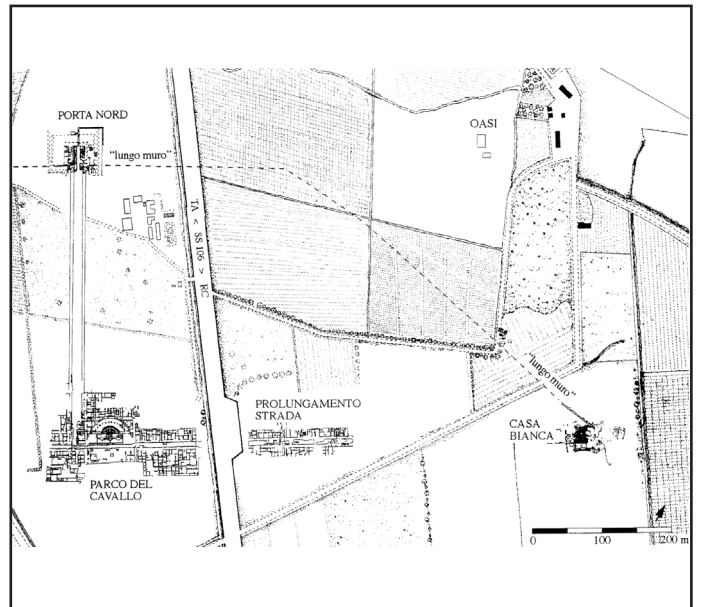 PORTA NORD
"lungo muro"
OASI
TA < SS 106 > RC
"lungo muro"
PROLUNGAMENTO
STRADA
CASA
BIANCA
PARCO DEL
CAVALLO
0 100 200 m